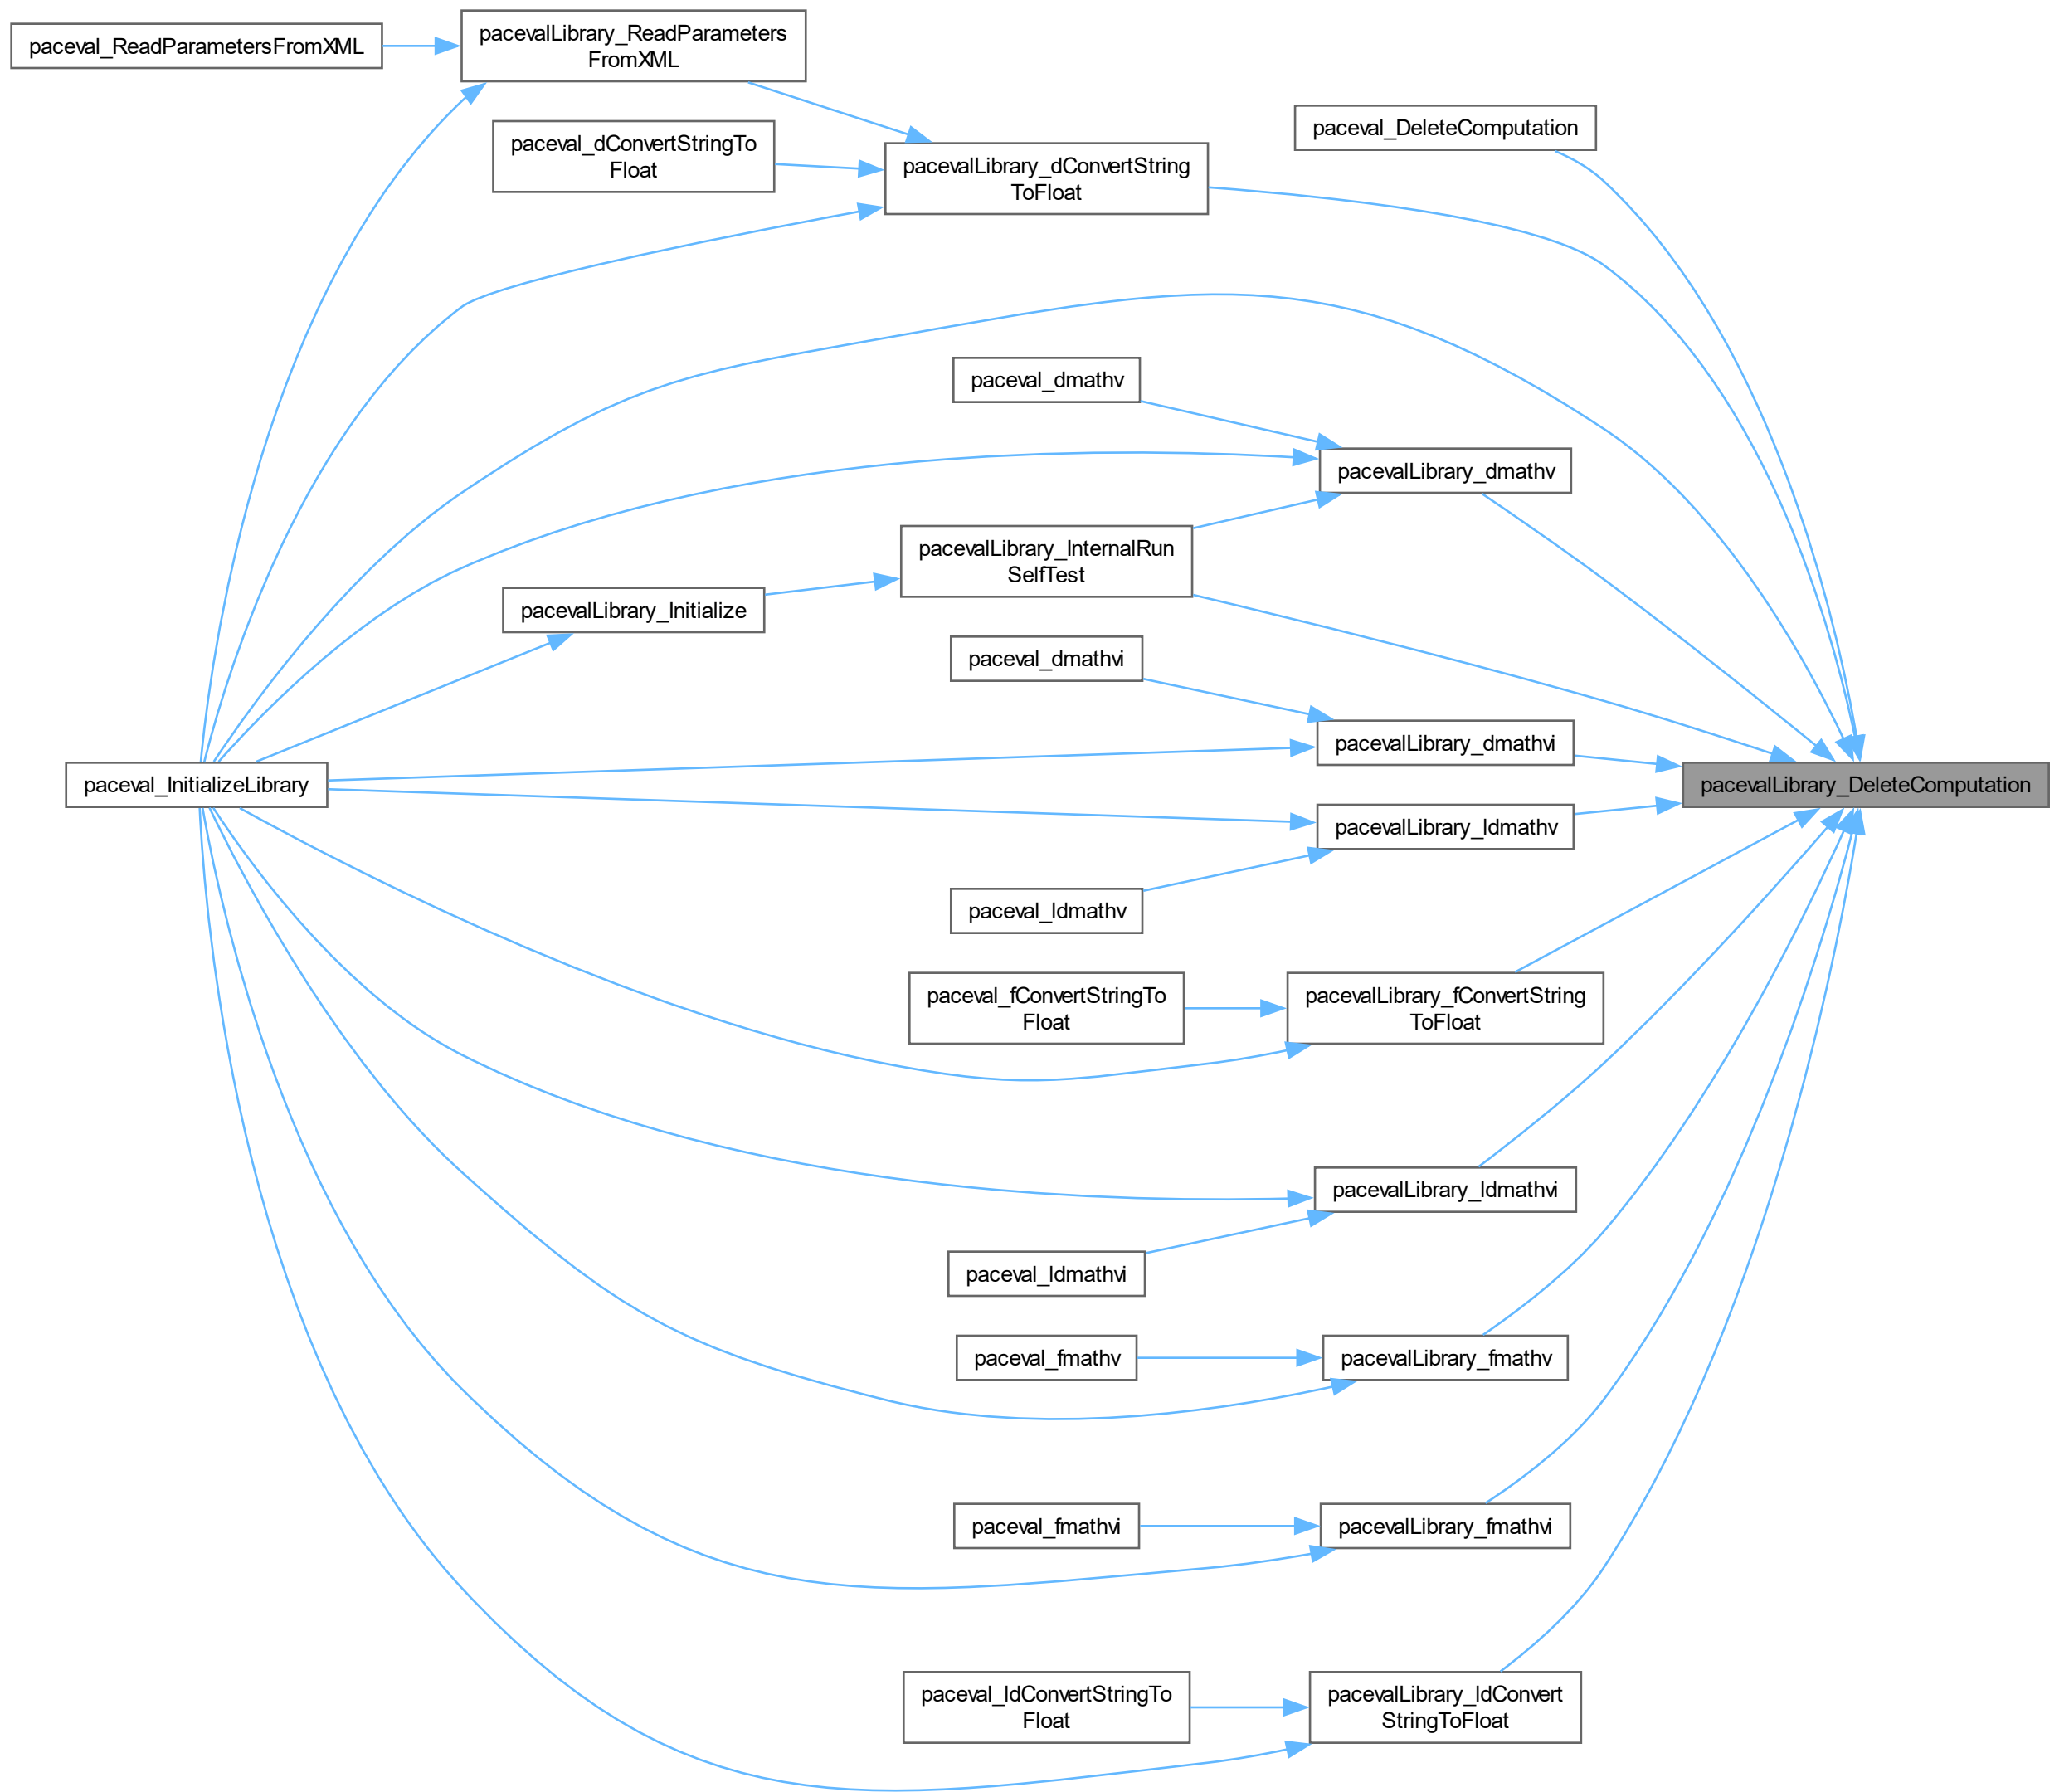 paceval_ReadParametersFromXML
pacevalLibrary_ReadParameters
FromXML
paceval_DeleteComputation
paceval_dConvertStringTo
Float
pacevalLibrary_dConvertString
ToFloat
paceval_dmathv
pacevalLibrary_dmathv
pacevalLibrary_InternalRun
SelfTest
pacevalLibrary_Initialize
paceval_dmathvi
pacevalLibrary_dmathvi
paceval_InitializeLibrary
pacevalLibrary_DeleteComputation
pacevalLibrary_ldmathv
paceval_ldmathv
paceval_fConvertStringTo
Float
pacevalLibrary_fConvertString
ToFloat
pacevalLibrary_ldmathvi
paceval_ldmathvi
paceval_fmathv
pacevalLibrary_fmathv
paceval_fmathvi
pacevalLibrary_fmathvi
paceval_ldConvertStringTo
Float
pacevalLibrary_ldConvert
StringToFloat